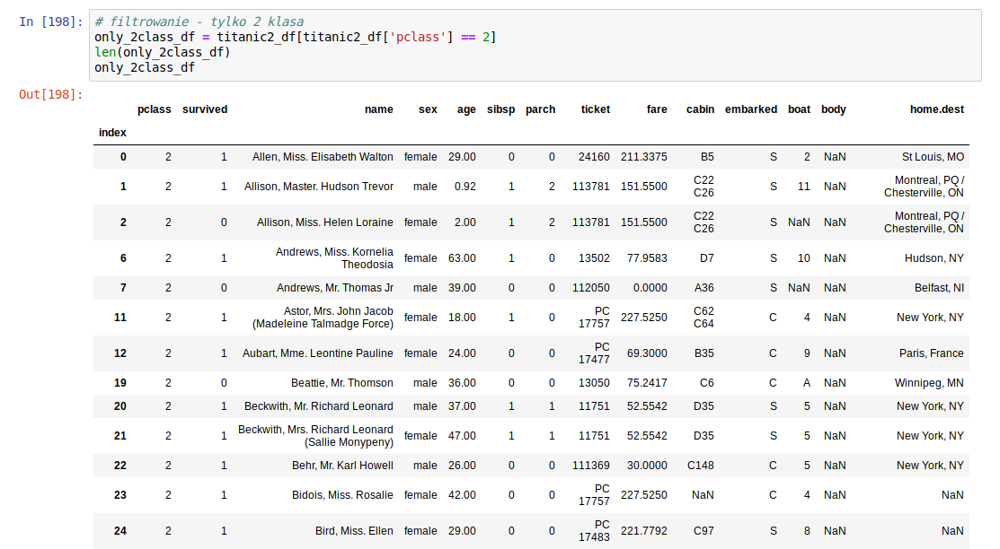 In [198]: # filtrowanie - tylko 2 klasa
only_2class_df = titanic2_df[titanic2_df['pclass'] == 2]
len(only_2class_df)
only_2class_df
Out[198]:
pclass survived name sex age sibsp parch ticket fare cabin embarked boat body home.dest
index
0 2 1 Allen, Miss. Elisabeth Walton female 29.00 0 0 24160 211.3375 B5 S 2 NaN St Louis, MO
1 2 1 Allison, Master. Hudson Trevor male 0.92 1 2 113781 151.5500 C22 C26 S 11 NaN Montreal, PQ / Chesterville, ON
2 2 0 Allison, Miss. Helen Loraine female 2.00 1 2 113781 151.5500 C22 C26 S NaN NaN Montreal, PQ / Chesterville, ON
6 2 1 Andrews, Miss. Kornelia Theodosia female 63.00 1 0 13502 77.9583 D7 S 10 NaN Hudson, NY
7 2 0 Andrews, Mr. Thomas Jr male 39.00 0 0 112050 0.0000 A36 S NaN NaN Belfast, NI
11 2 1 Astor, Mrs. John Jacob (Madeleine Talmadge Force) female 18.00 1 0 PC 17757 227.5250 C62 C64 C 4 NaN New York, NY
12 2 1 Aubart, Mme. Leontine Pauline female 24.00 0 0 PC 17477 69.3000 B35 C 9 NaN Paris, France
19 2 0 Beattie, Mr. Thomson male 36.00 0 0 13050 75.2417 C6 C A NaN Winnipeg, MN
20 2 1 Beckwith, Mr. Richard Leonard male 37.00 1 1 11751 52.5542 D35 S 5 NaN New York, NY
21 2 1 Beckwith, Mrs. Richard Leonard (Sallie Monypeny) female 47.00 1 1 11751 52.5542 D35 S 5 NaN New York, NY
22 2 1 Behr, Mr. Karl Howell male 26.00 0 0 111369 30.0000 C148 C 5 NaN New York, NY
23 2 1 Bidois, Miss. Rosalie female 42.00 0 0 PC 17757 227.5250 NaN C 4 NaN NaN
24 2 1 Bird, Miss. Ellen female 29.00 0 0 PC 17483 221.7792 C97 S 8 NaN NaN